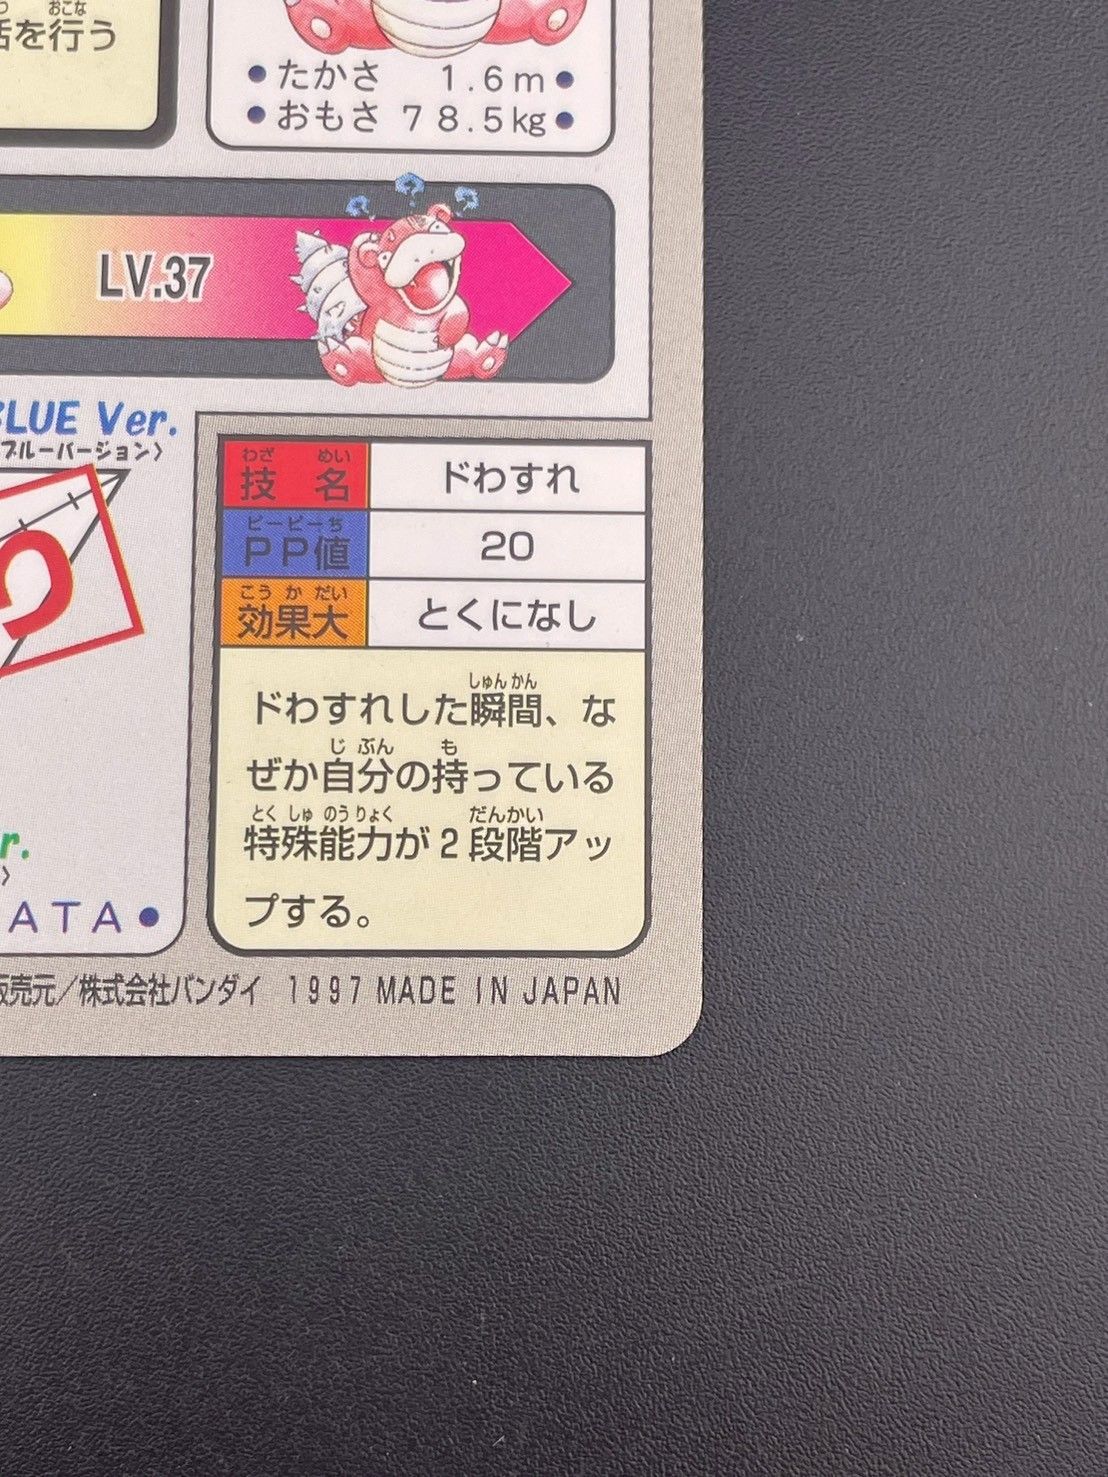 を行う
おこな
●たかさ 1.6m●
●おもさ 78.5kg●
LV.37
BLUE Ver.
ブルーバージョン〉
わざ めい
技名 ドわすれ
ピーピーち
PP値 20
こうかだい
効果大 とくになし
しゅんかん
ドわすれした瞬間、な
じぶん も
ぜか自分の持っている
とくしゅのうりょく だんかい
特殊能力が2段階アッ
プする。
r.
〉
ATA●
販売元／株式会社バンダイ 1997 MADE IN JAPAN